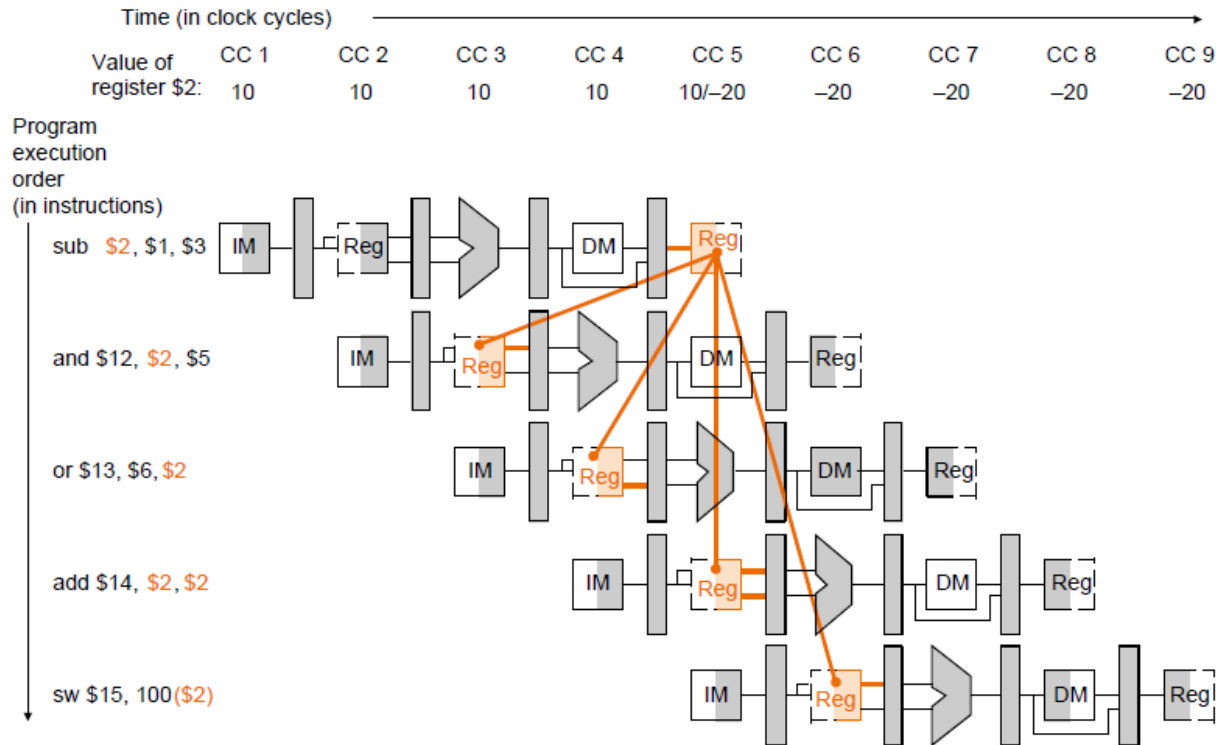 Time (in clock cycles)
CC 1 CC 2 CC 3 CC 4 CC 5 CC 6 CC 7 CC 8 CC 9
Value of
register $2:
10 10 10 10 10/–20 –20 –20 –20 –20
Program
execution
order
(in instructions)
sub $2, $1, $3
IM Reg DM Reg
and $12, $2, $5
IM Reg DM Reg
or $13, $6, $2
IM Reg DM Reg
add $14, $2, $2
IM Reg DM Reg
sw $15, 100($2)
IM Reg DM Reg